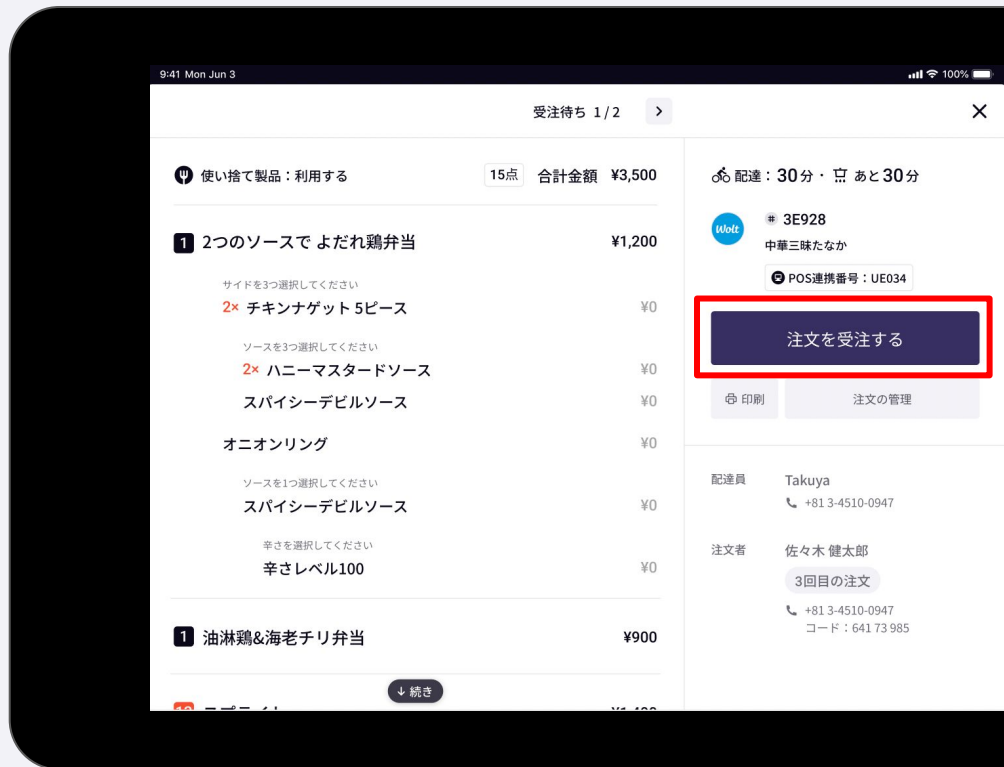 9:41 Mon Jun 3
100%
受注待ち 1/2
使い捨て製品：利用する 15点 合計金額 ¥3,500
1 2つのソースで よだれ鶏弁当 ¥1,200
サイドを3つ選択してください
2× チキンナゲット 5ピース ¥0
ソースを3つ選択してください
2× ハニーマスタードソース ¥0
スパイシーデビルソース ¥0
オニオンリング ¥0
ソースを1つ選択してください
スパイシーデビルソース ¥0
辛さを選択してください
辛さレベル100 ¥0
1 油淋鶏&海老チリ弁当 ¥900
↓続き
配達：30分・あと30分
Wolt
# 3E928
中華三昧たなか
POS連携番号：UE034
注文を受注する
印刷
注文の管理
配達員 Takuya
+81 3-4510-0947
注文者 佐々木 健太郎
3回目の注文
+81 3-4510-0947
コード：641 73 985